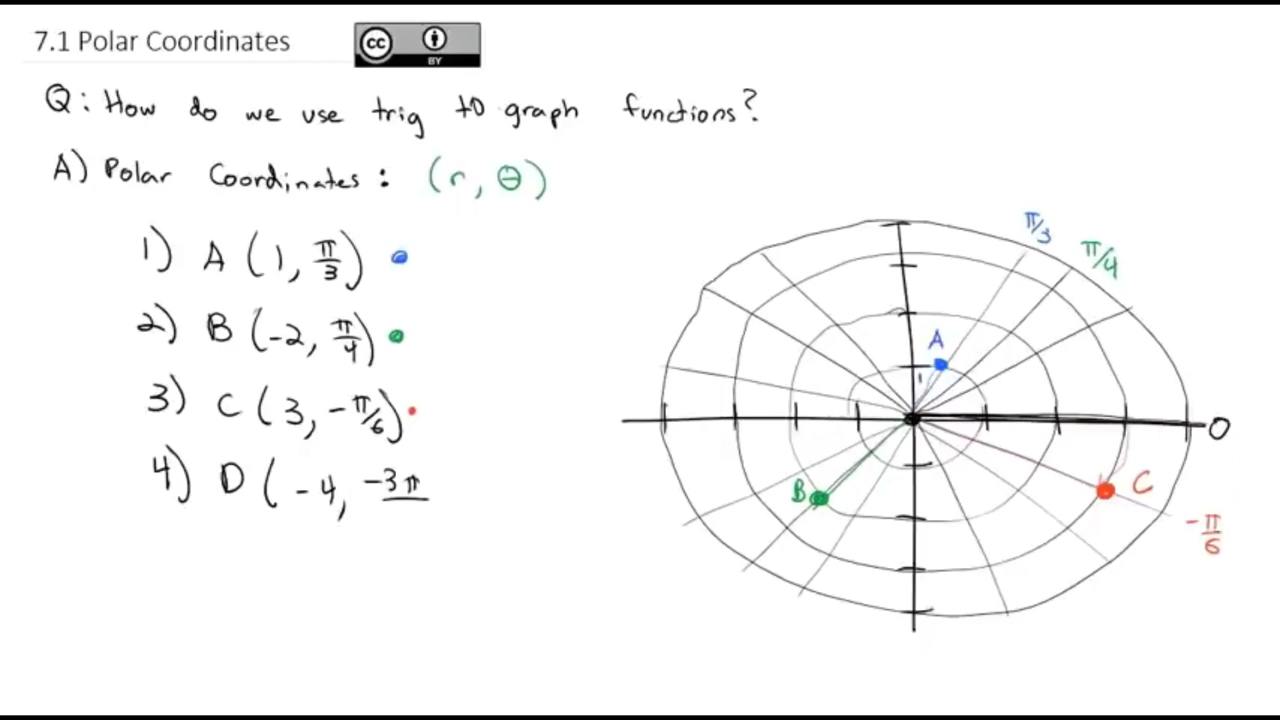 7.1 Polar Coordinates
cc BY
Q: How do we use trig to graph functions?
A) Polar Coordinates: (r, θ)
1) A (1, π/3)
2) B (-2, π/4)
3) C (3, -π/6)
4) D (-4, -3π
π/3
π/4
A
1
0
B
C
-π/6